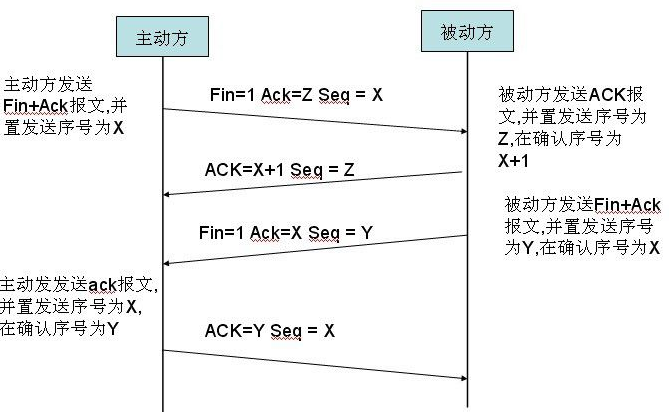 主动方
被动方
主动方发送
Fin+Ack报文,并
置发送序号为X
Fin=1 Ack=Z Seq = X
被动方发送ACK报
文,并置发送序号为
Z,在确认序号为
X+1
ACK=X+1 Seq = Z
Fin=1 Ack=X Seq = Y
被动方发送Fin+Ack
报文,并置发送序号
为Y,在确认序号为X
主动发发送ack报文,
并置发送序号为X,
在确认序号为Y
ACK=Y Seq = X